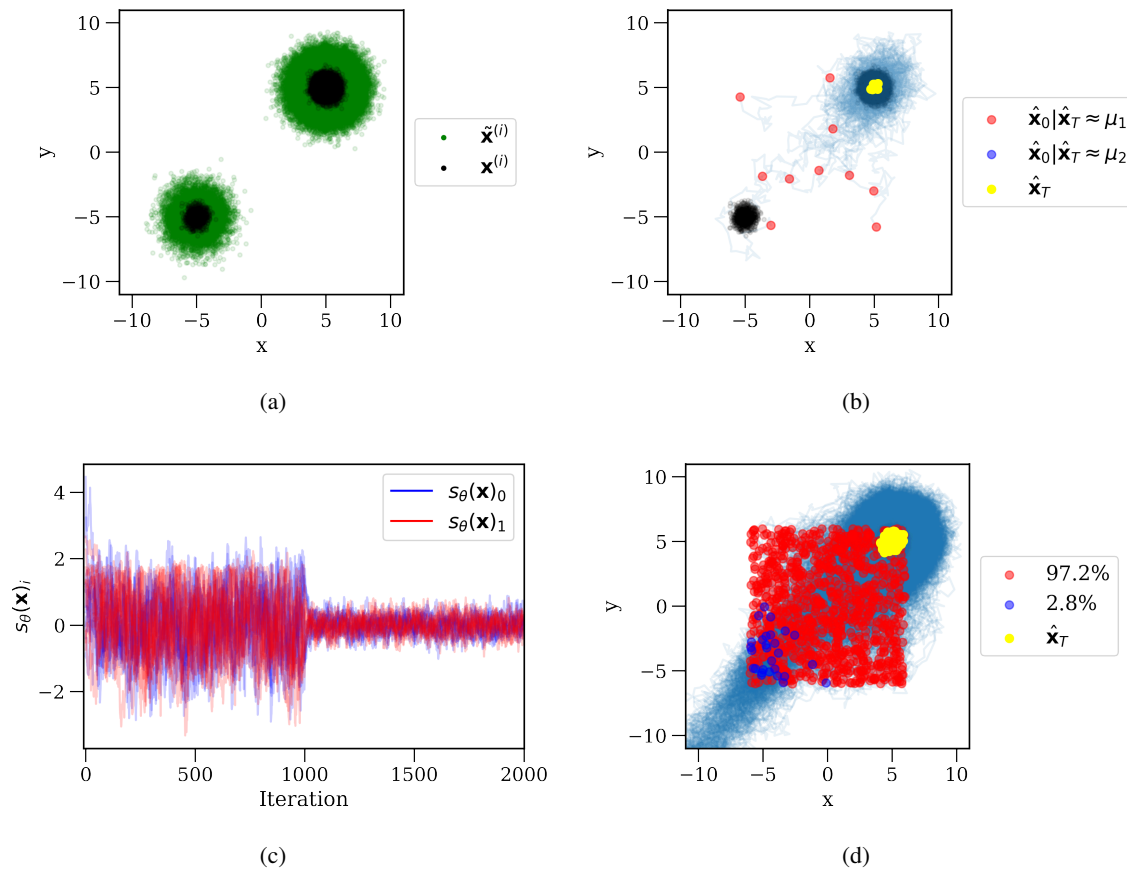 10
5
0
−5
−10
y
−10
−5
0
5
10
x
x̃⁽ⁱ⁾
x⁽ⁱ⁾
(a)
10
5
0
−5
−10
y
−10
−5
0
5
10
x
x̂₀|x̂_T ≈ μ₁
x̂₀|x̂_T ≈ μ₂
x̂_T
(b)
4
2
0
−2
s_θ(x)ᵢ
0
500
1000
1500
2000
Iteration
s_θ(x)₀
s_θ(x)₁
(c)
10
5
0
−5
−10
y
−10
−5
0
5
10
x
97.2%
2.8%
x̂_T
(d)